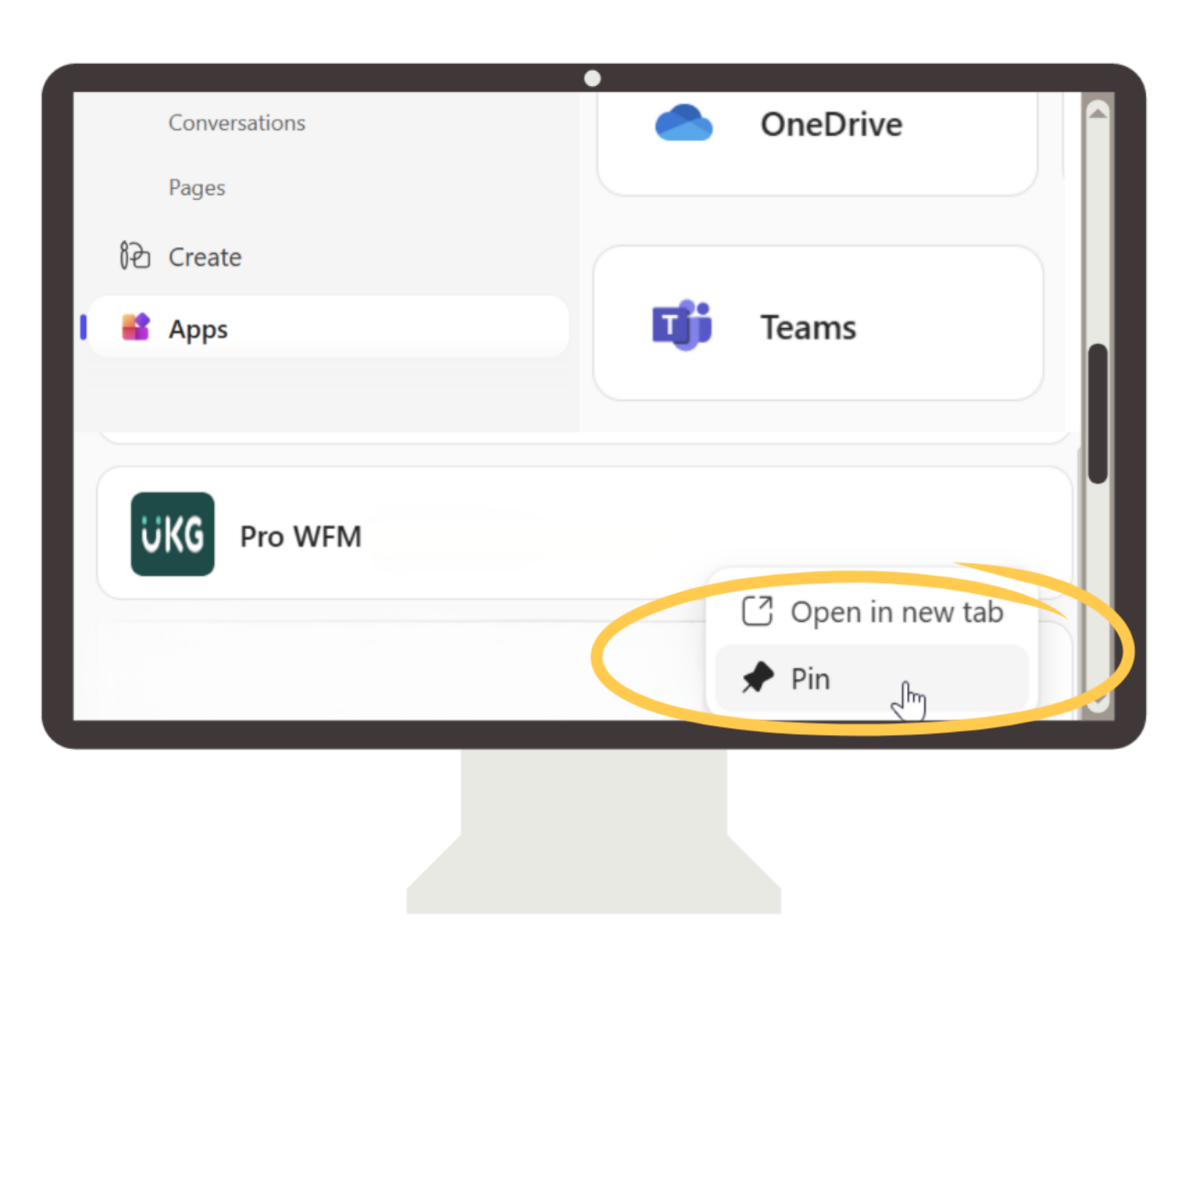 Conversations
Pages
Create
Apps
OneDrive
Teams
T
UKG
Pro WFM
Open in new tab
Pin